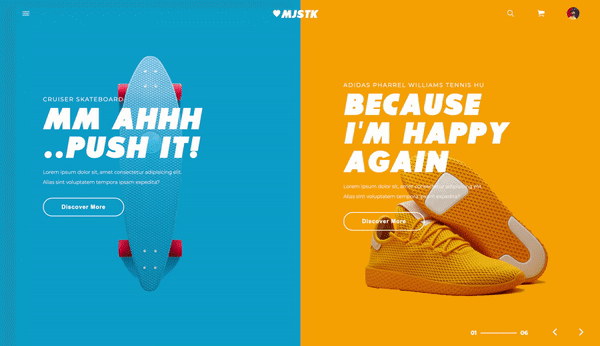 MJSTK
CRUISER SKATEBOARD
MM AHHH
..PUSH IT!
Lorem ipsum dolor sit, amet consectetur adipisicing elit.
Alias sint voluptatem tempora ipsam expedita?
Discover More
ADIDAS PHARREL WILLIAMS TENNIS HU
BECAUSE
I'M HAPPY
AGAIN
Lorem ipsum dolor sit, amet consectetur adipisicing elit.
Alias sint voluptatem tempora ipsam expedita?
Discover More
01 06